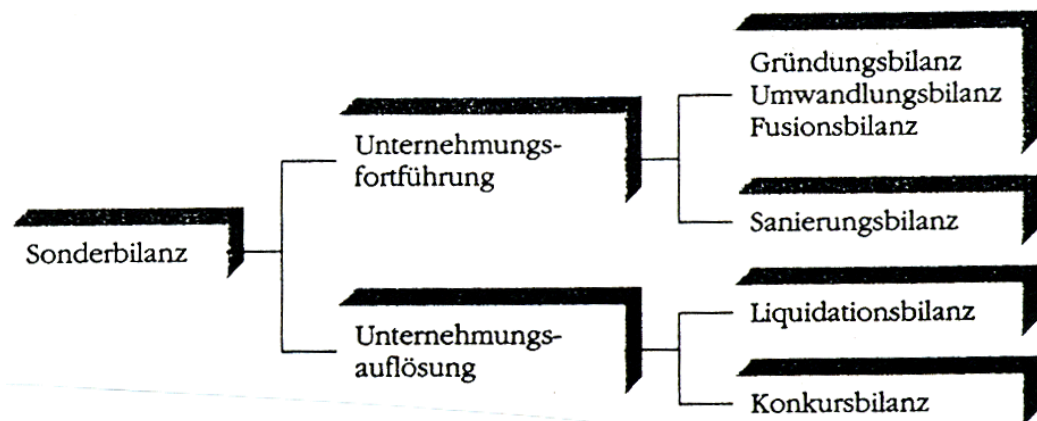 Sonderbilanz
Unternehmungs-
fortführung
Gründungsbilanz
Umwandlungsbilanz
Fusionsbilanz
Sanierungsbilanz
Unternehmungs-
auflösung
Liquidationsbilanz
Konkursbilanz